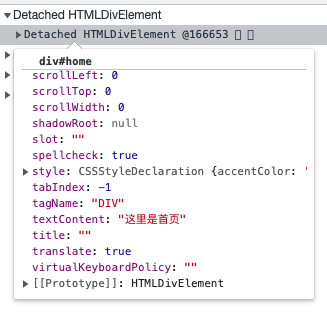 Detached HTMLDivElement
Detached HTMLDivElement @166653
div#home
scrollLeft: 0
scrollTop: 0
scrollWidth: 0
shadowRoot: null
slot: ""
spellcheck: true
style: CSSStyleDeclaration {accentColor: '
tabIndex: -1
tagName: "DIV"
textContent: "这里是首页"
title: ""
translate: true
virtualKeyboardPolicy: ""
[[Prototype]]: HTMLDivElement